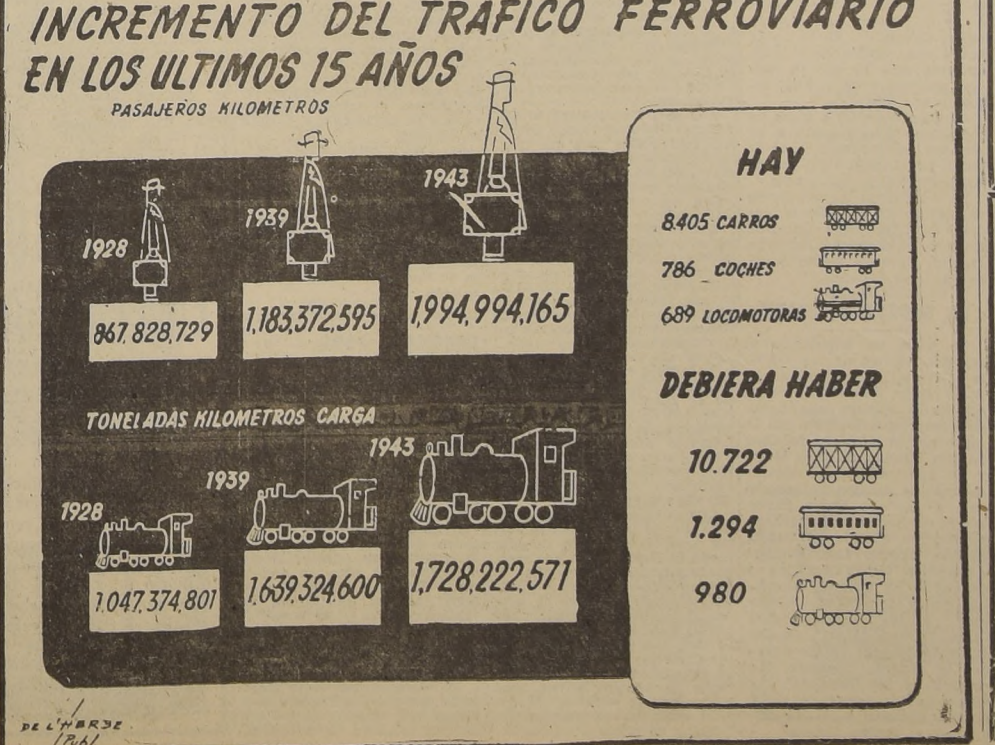 INCREMENTO DEL TRAFICO FERROVIARIO
EN LOS ULTIMOS 15 AÑOS
PASAJEROS KILOMETROS
1928
1939
1943
867,828,729
1,183,372,595
1,994,994,165
TONELADAS KILOMETROS CARGA
1928
1939
1943
1.047,374,801
1,639,324,600
1,728,222,571
HAY
8.405 CARROS
786 COCHES
689 LOCOMOTORAS
DEBIERA HABER
10.722
1.294
980
DE L'HERBE